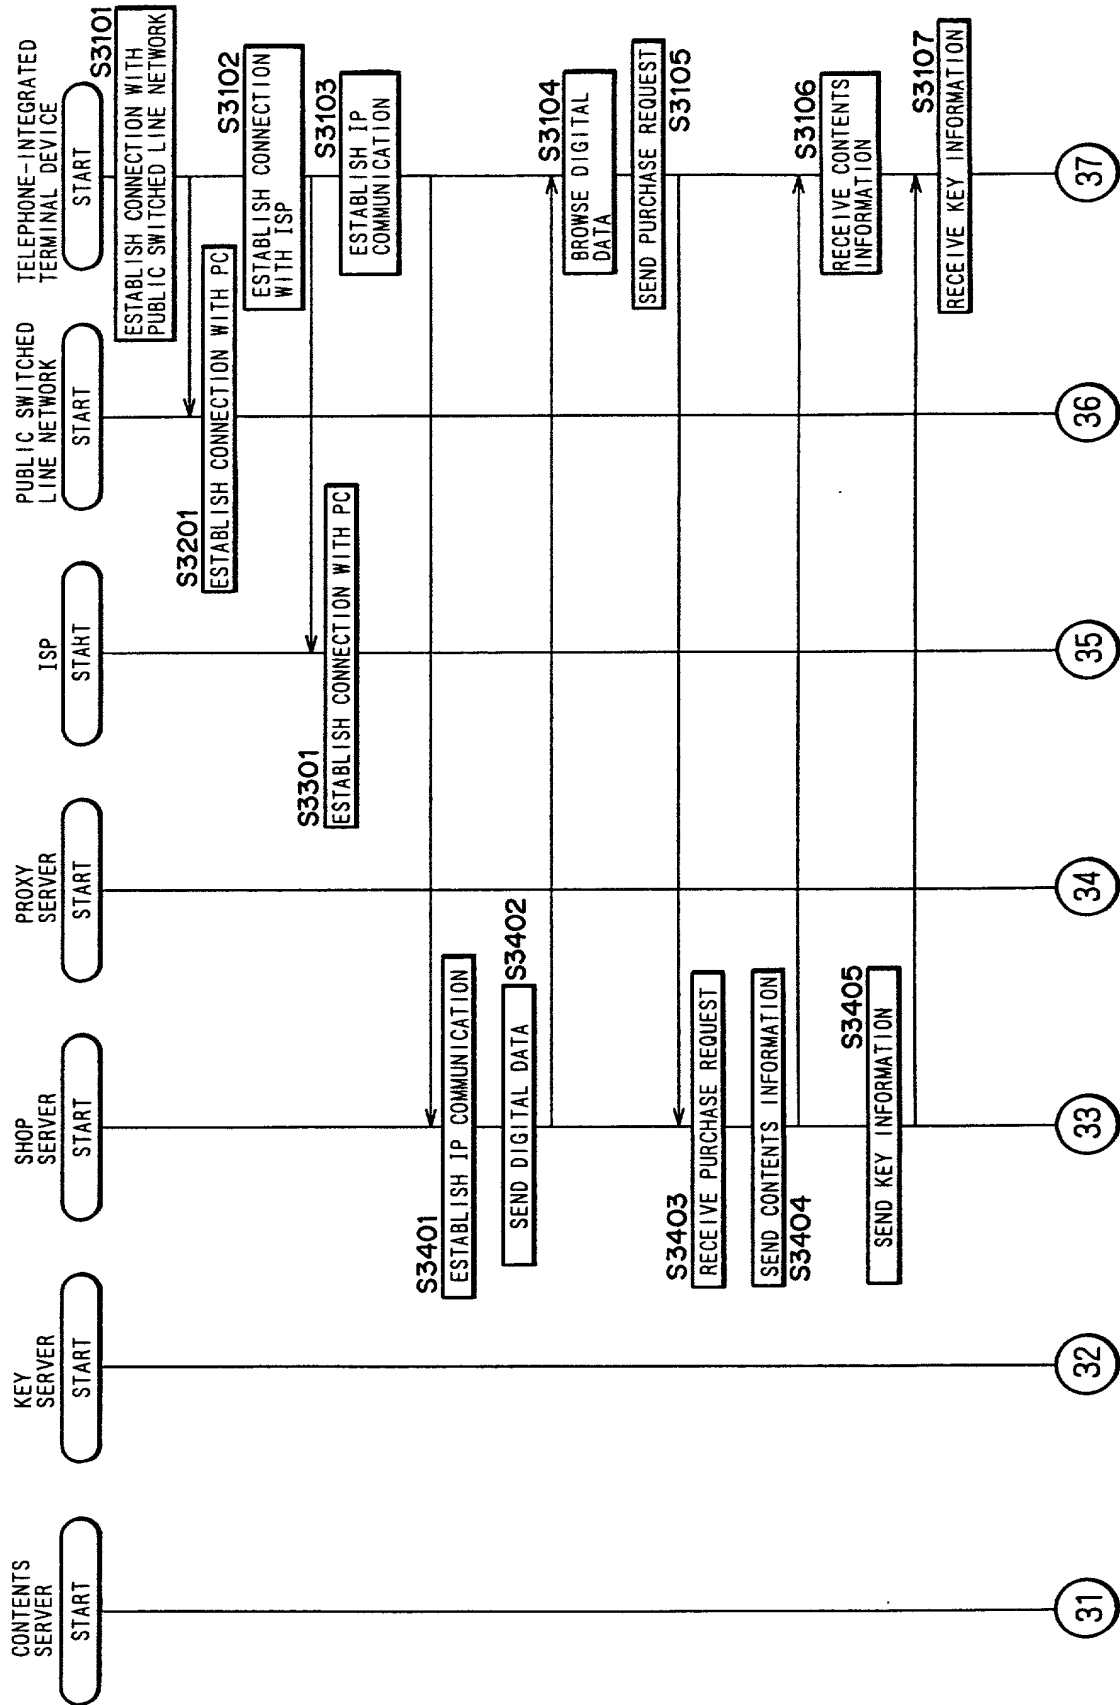 CONTENTS
SERVER
START
KEY
SERVER
START
SHOP
SERVER
START
PROXY
SERVER
START
ISP
START
PUBLIC SWITCHED
LINE NETWORK
START
TELEPHONE-INTEGRATED
TERMINAL DEVICE
START
S3101
ESTABLISH CONNECTION WITH
PUBLIC SWITCHED LINE NETWORK
S3201
ESTABLISH CONNECTION WITH PC
S3102
ESTABLISH CONNECTION
WITH ISP
S3301
ESTABLISH CONNECTION WITH PC
S3103
ESTABLISH IP
COMMUNICATION
S3401
ESTABLISH IP COMMUNICATION
S3402
SEND DIGITAL DATA
S3104
BROWSE DIGITAL
DATA
SEND PURCHASE REQUEST
S3105
S3403
RECEIVE PURCHASE REQUEST
SEND CONTENTS INFORMATION
S3404
S3106
RECEIVE CONTENTS
INFORMATION
S3405
SEND KEY INFORMATION
S3107
RECEIVE KEY INFORMATION
31
32
33
34
35
36
37